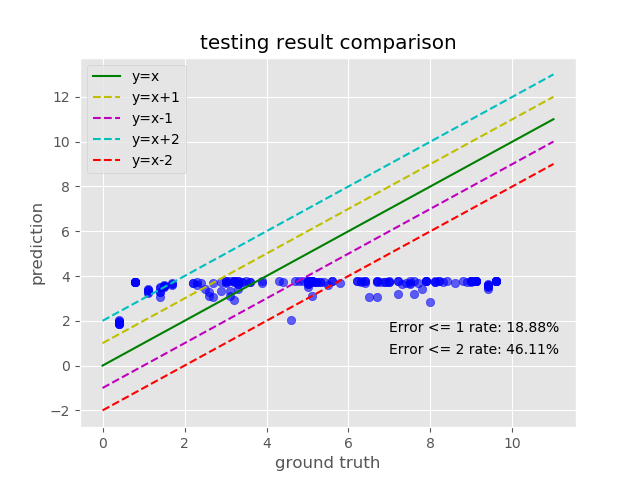 testing result comparison
y=x
y=x+1
y=x-1
y=x+2
y=x-2
12
10
8
6
4
2
0
−2
prediction
Error <= 1 rate: 18.88%
Error <= 2 rate: 46.11%
0 2 4 6 8 10
ground truth